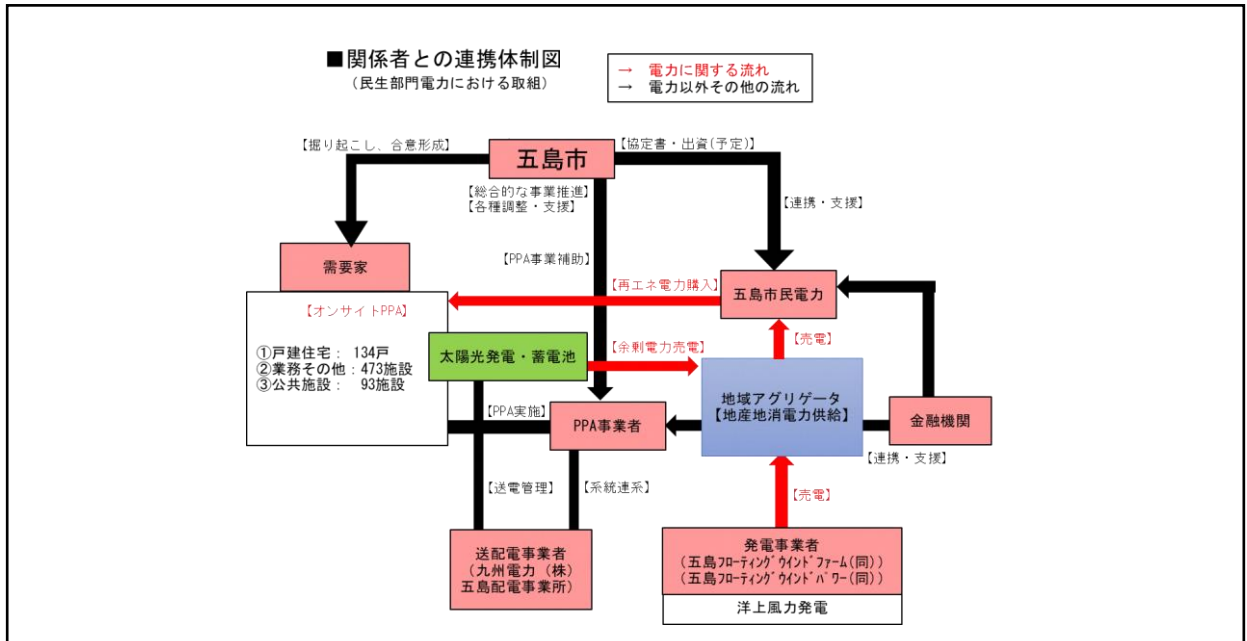 ■関係者との連携体制図
(民生部門電力における取組)
→ 電力に関する流れ
→ 電力以外その他の流れ
【掘り起こし、合意形成】
五島市
【協定書・出資(予定)】
【総合的な事業推進】
【各種調整・支援】
【連携・支援】
需要家
【PPA事業補助】
【再エネ電力購入】
五島市民電力
【オンサイトPPA】
①戸建住宅： 134戸
②業務その他：473施設
③公共施設： 93施設
太陽光発電・蓄電池
【余剰電力売電】
【売電】
地域アグリゲータ
【地産地消電力供給】
【PPA実施】
PPA事業者
金融機関
【連携・支援】
【送電管理】
【系統連系】
【売電】
送配電事業者
(九州電力（株）
五島配電事業所)
発電事業者
(五島ﾌﾛｰﾃｨﾝｸﾞｳｲﾝﾄﾞﾌｧｰﾑ(同))
(五島ﾌﾛｰﾃｨﾝｸﾞｳｲﾝﾄﾞﾊﾟﾜｰ(同))
洋上風力発電